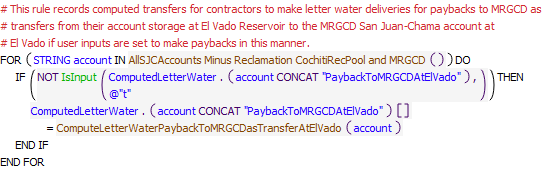 # This rule records computed transfers for contractors to make letter water deliveries for paybacks to MRGCD as
# transfers from their account storage at El Vado Reservoir to the MRGCD San Juan-Chama account at
# El Vado if user inputs are set to make paybacks in this manner.
FOR ( STRING account IN AllSJCAccounts Minus Reclamation CochitiRecPool and MRGCD ( ) ) DO
IF ( NOT IsInput ( ComputedLetterWater . ( account CONCAT "PaybackToMRGCDAtElVado" ) , ) ) THEN
@"t"
ComputedLetterWater . ( account CONCAT "PaybackToMRGCDAtElVado" ) [ ]
= ComputeLetterWaterPaybackToMRGCDasTransferAtElVado ( account )
END IF
END FOR